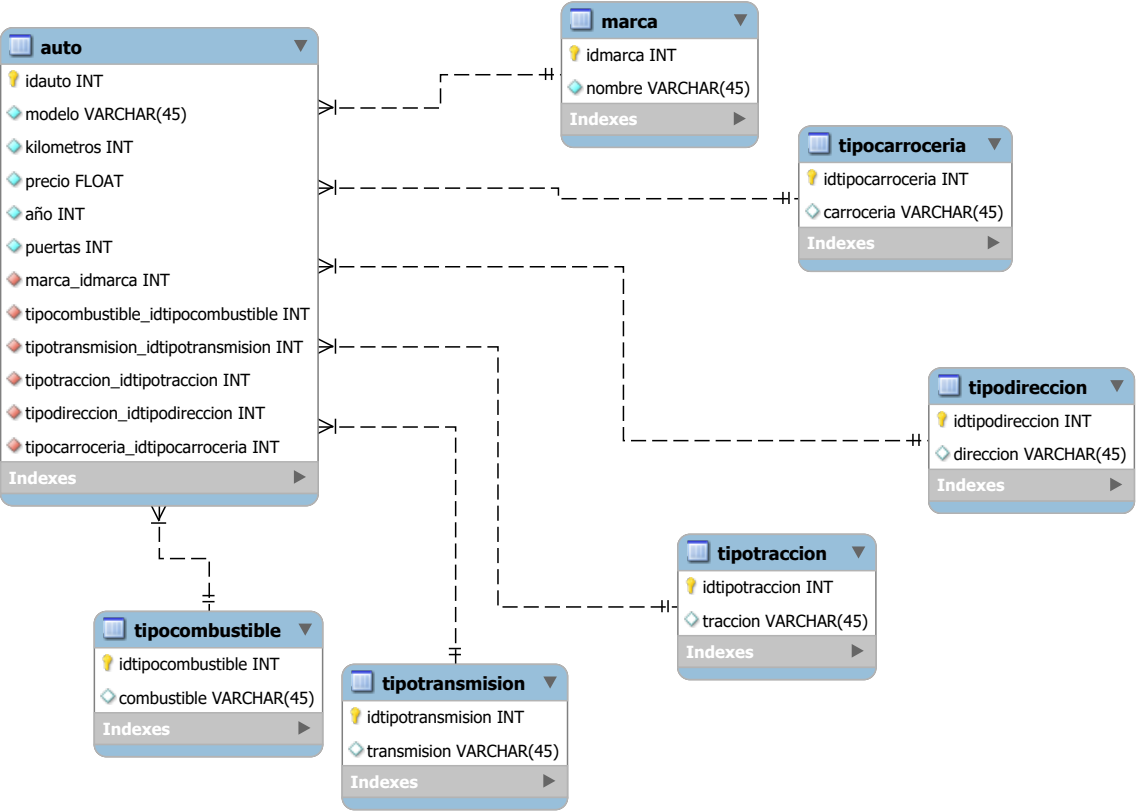 auto
idauto INT
modelo VARCHAR(45)
kilometros INT
precio FLOAT
año INT
puertas INT
marca_idmarca INT
tipocombustible_idtipocombustible INT
tipotransmision_idtipotransmision INT
tipotraccion_idtipotraccion INT
tipodireccion_idtipodireccion INT
tipocarroceria_idtipocarroceria INT
Indexes
marca
idmarca INT
nombre VARCHAR(45)
Indexes
tipocarroceria
idtipocarroceria INT
carroceria VARCHAR(45)
Indexes
tipodireccion
idtipodireccion INT
direccion VARCHAR(45)
Indexes
tipotraccion
idtipotraccion INT
traccion VARCHAR(45)
Indexes
tipocombustible
idtipocombustible INT
combustible VARCHAR(45)
Indexes
tipotransmision
idtipotransmision INT
transmision VARCHAR(45)
Indexes